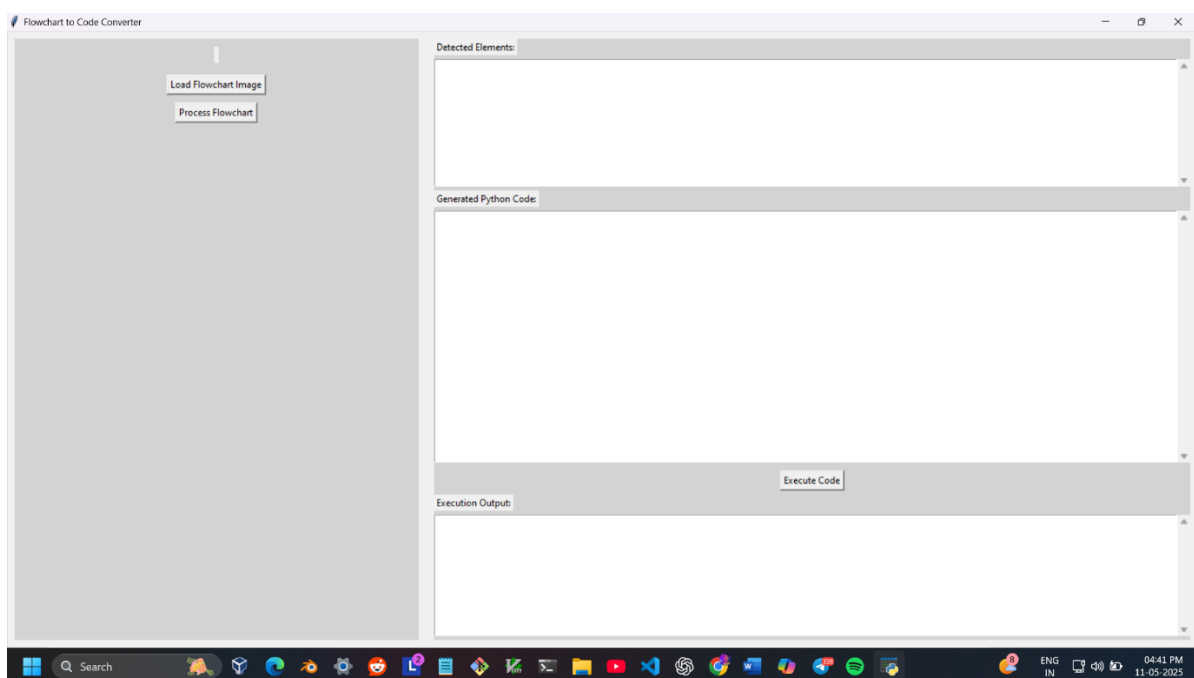 Flowchart to Code Converter
Load Flowchart Image
Process Flowchart
Detected Elements:
Generated Python Code:
Execute Code
Execution Output:
Search
2
8
ENG
IN
04:41 PM
11-05-2025